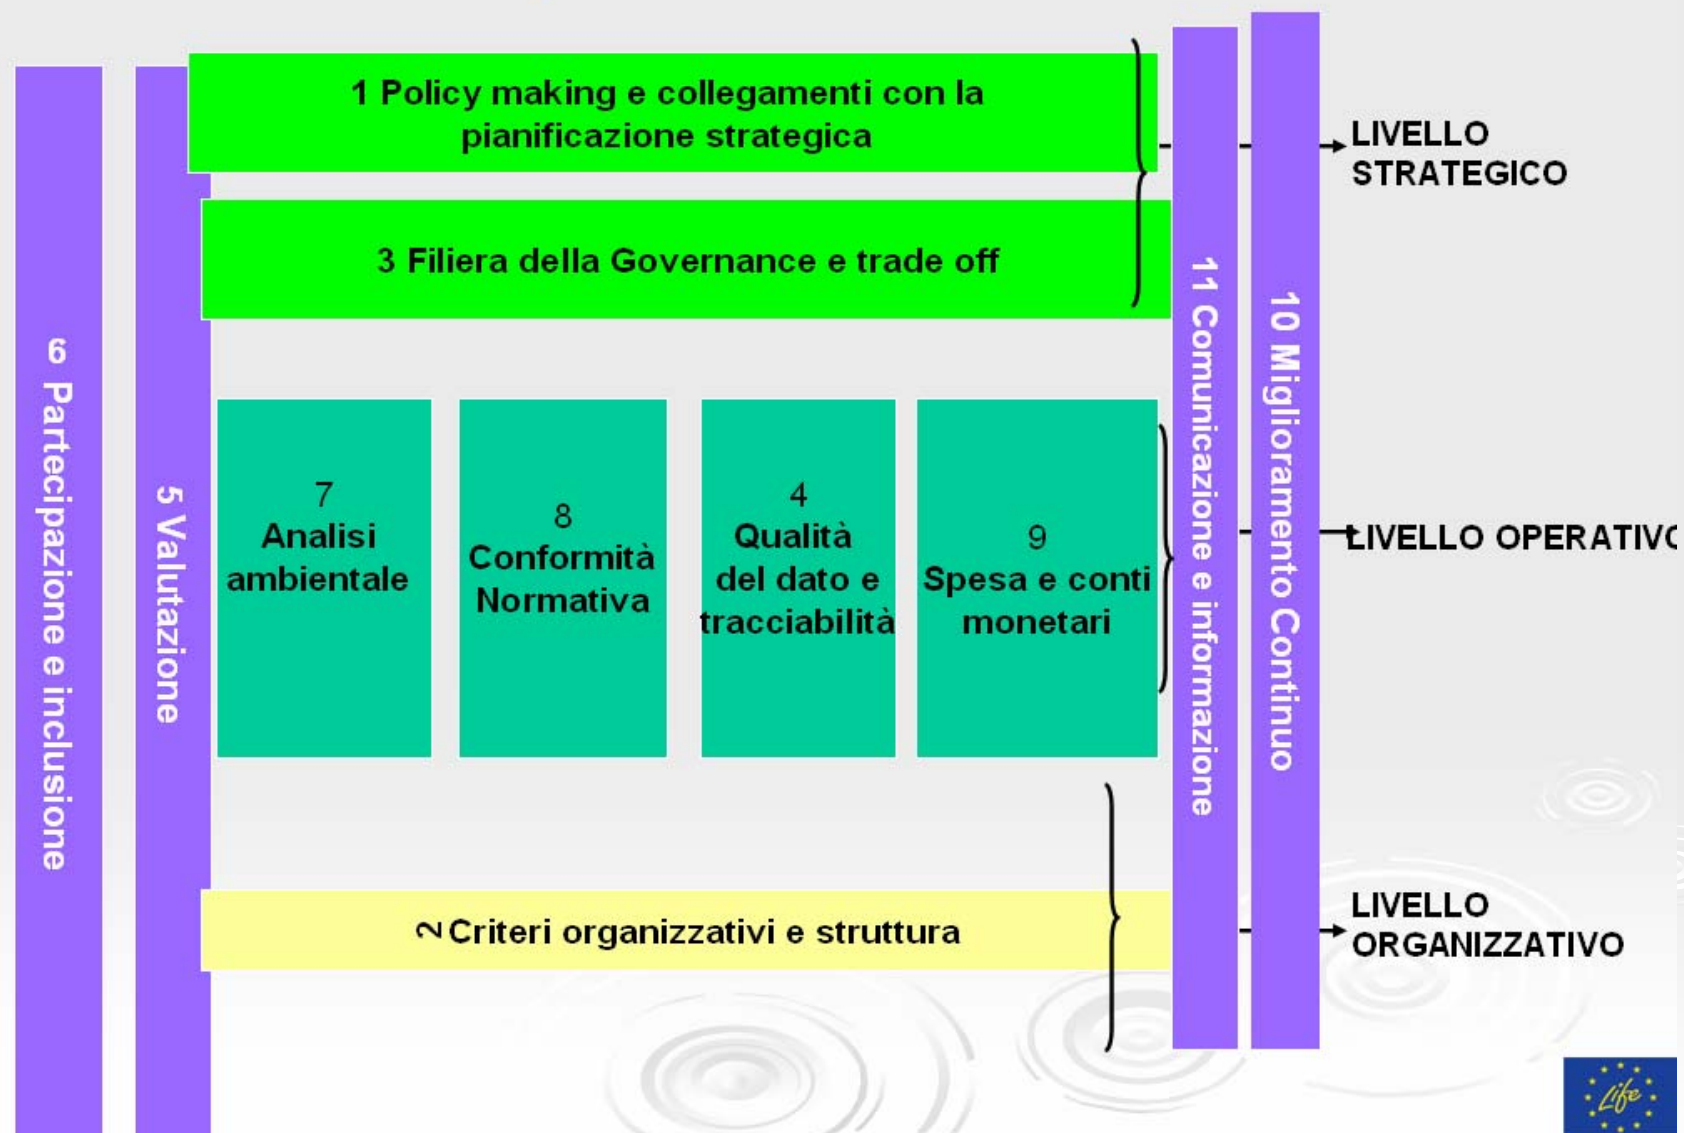 1 Policy making e collegamenti con la
pianificazione strategica
3 Filiera della Governance e trade off
LIVELLO
STRATEGICO
6 Partecipazione e inclusione
5 Valutazione
7
Analisi
ambientale
8
Conformità
Normativa
4
Qualità
del dato e
tracciabilità
9
Spesa e conti
monetari
11 Comunicazione e informazione
10 Miglioramento Continuo
LIVELLO OPERATIVO
2 Criteri organizzativi e struttura
LIVELLO
ORGANIZZATIVO
Life